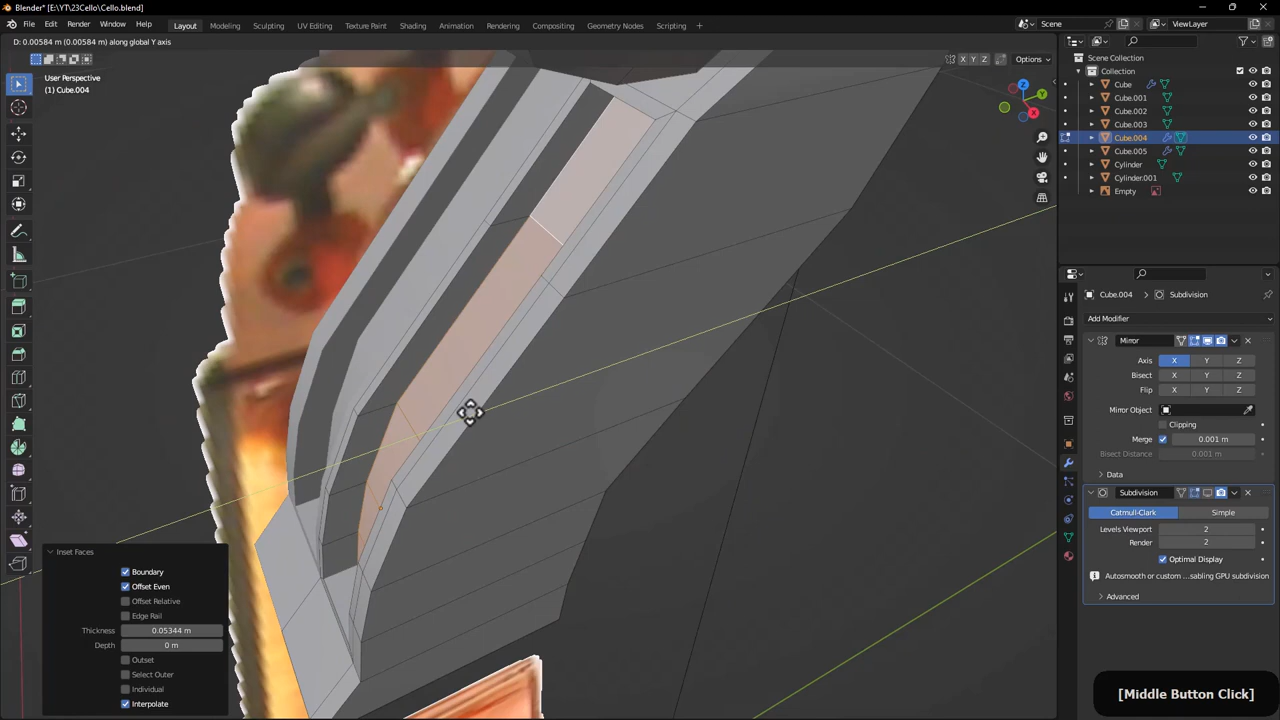 Blender* [E:\YT\23Cello\Cello.blend]
File Edit Render Window Help Layout Modeling Sculpting UV Editing Texture Paint Shading Animation Rendering Compositing Geometry Nodes Scripting + Scene ViewLayer
D: 0.00584 m (0.00584 m) along global Y axis
X Y Z Options
User Perspective
(1) Cube.004
Z
Y
X
Scene Collection
Collection
Cube
Cube.001
Cube.002
Cube.003
Cube.004
Cube.005
Cylinder
Cylinder.001
Empty
Cube.004 > Subdivision
Add Modifier
Mirror
Axis X Y Z
Bisect X Y Z
Flip X Y Z
Mirror Object
Clipping
Merge 0.001 m
Bisect Distance 0.001 m
Data
Subdivision
Catmull-Clark Simple
Levels Viewport 2
Render 2
Optimal Display
Autosmooth or custom ...sabling GPU subdivision
Advanced
Inset Faces
Boundary
Offset Even
Offset Relative
Edge Rail
Thickness 0.05344 m
Depth 0 m
Outset
Select Outer
Individual
Interpolate
[Middle Button Click]